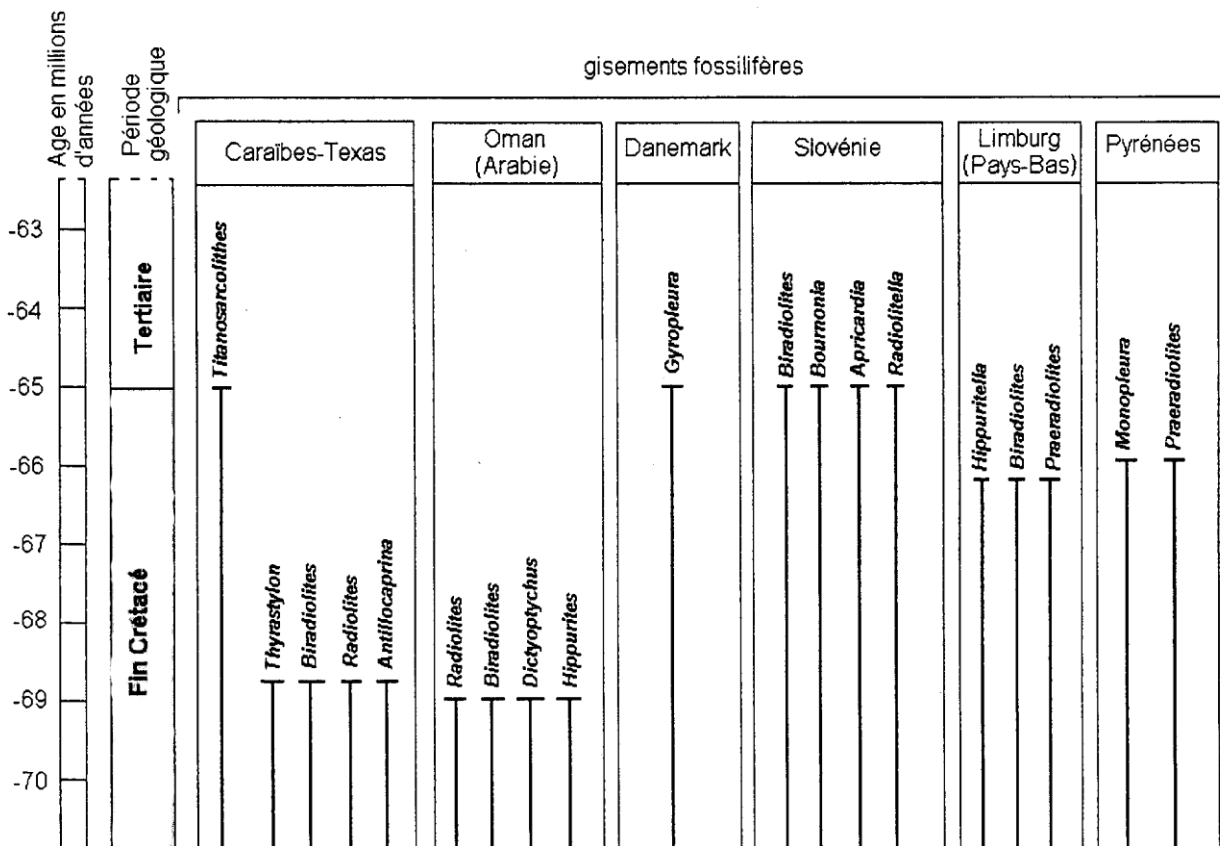 Age en millions
d'années
Période
géologique
gisements fossilifères
Caraïbes-Texas
Oman
(Arabie)
Danemark
Slovénie
Limburg
(Pays-Bas)
Pyrénées
-63
-64
-65
-66
-67
-68
-69
-70
Tertiaire
Fin Crétacé
Titanosarcolithes
Thyrastylon
Biradiolites
Radiolites
Antillocaprina
Radiolites
Biradiolites
Dictyoptychus
Hippurites
Gyropleura
Biradiolites
Bournonia
Apricardia
Radiolitella
Hippuritella
Biradiolites
Praeradiolites
Monopleura
Praeradiolites